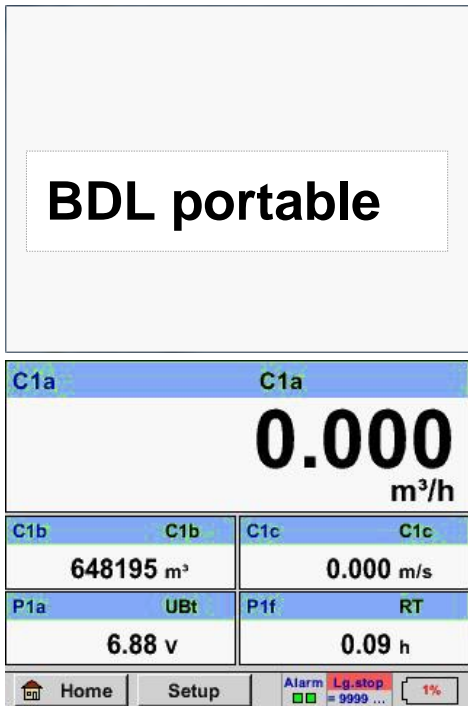 BDL portable
C1a C1a
0.000
m³/h
C1b C1b C1c C1c
648195 m³ 0.000 m/s
P1a UBt P1f RT
6.88 V 0.09 h
Home Setup Alarm Lg.stop 1%
= 9999 ...